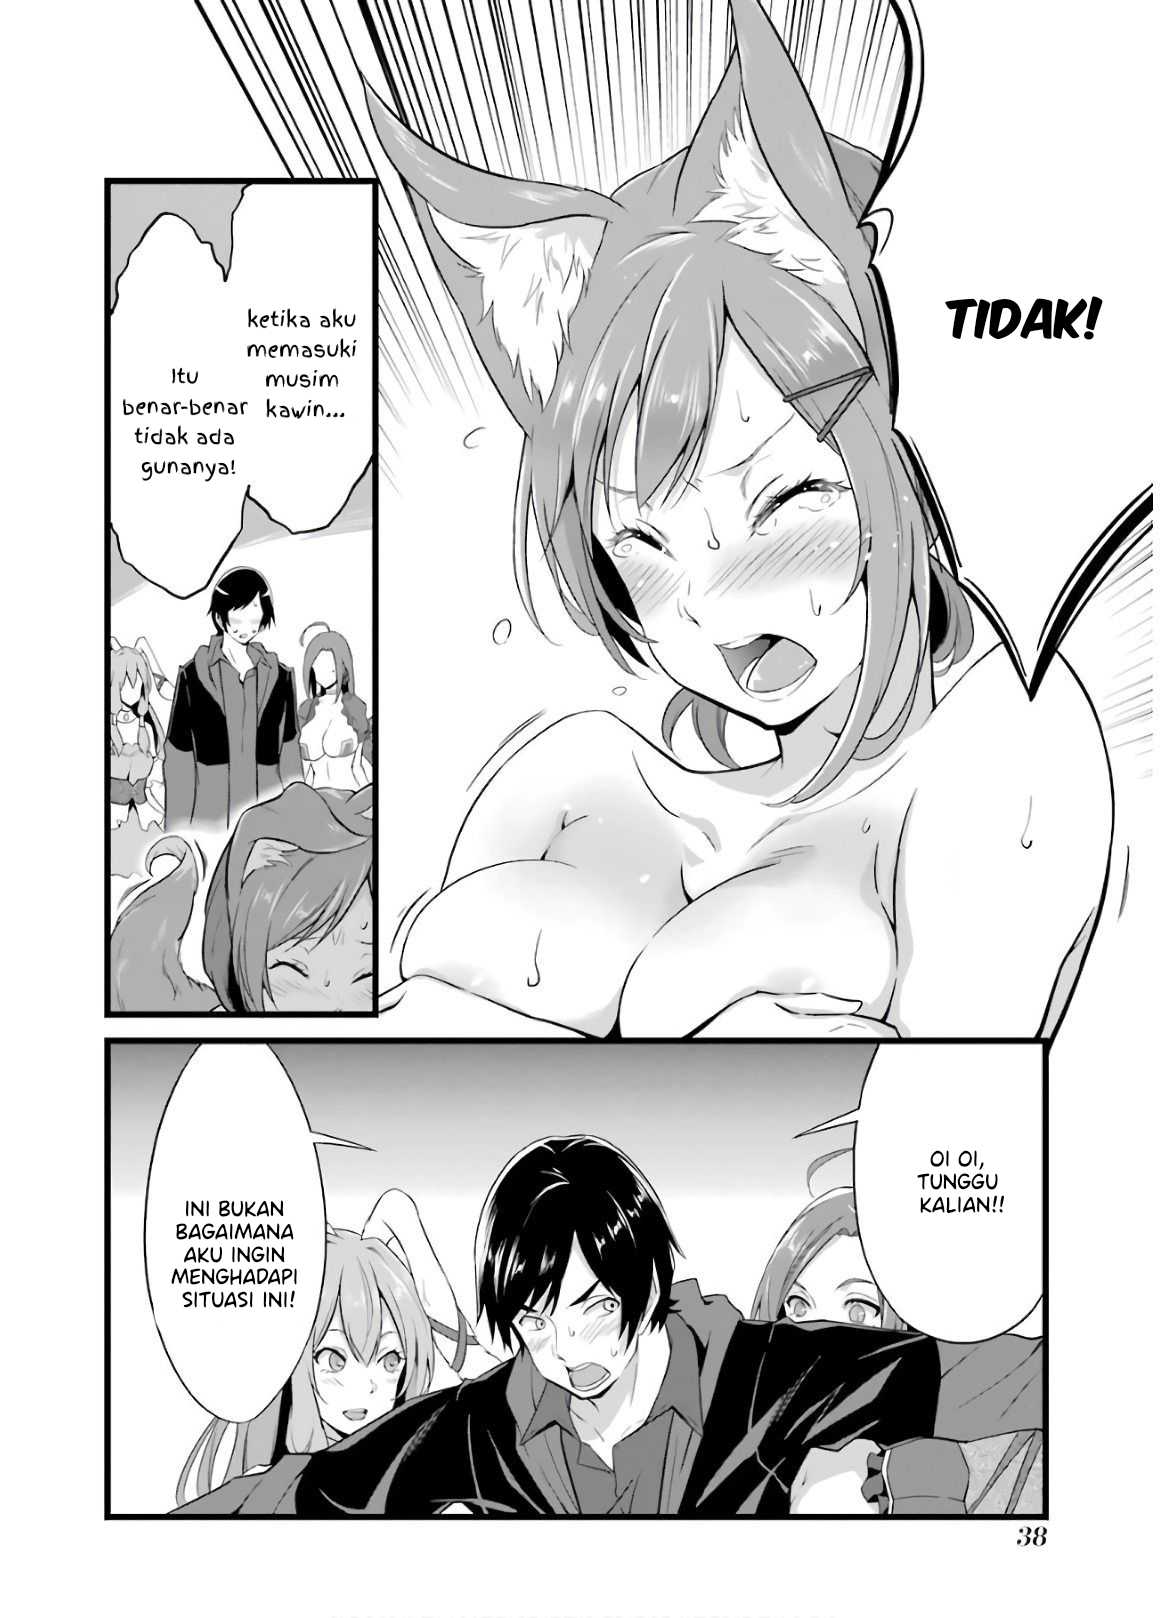 TIDAK!
ketika aku
memasuki
musim
kawin...
Itu
benar-benar
tidak ada
gunanya!
OI OI,
TUNGGU
KALIAN!!
INI BUKAN
BAGAIMANA
AKU INGIN
MENGHADAPI
SITUASI INI!
38